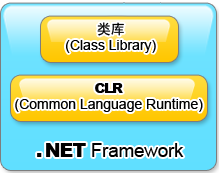 类库
(Class Library)
CLR
(Common Language Runtime)
.NET Framework